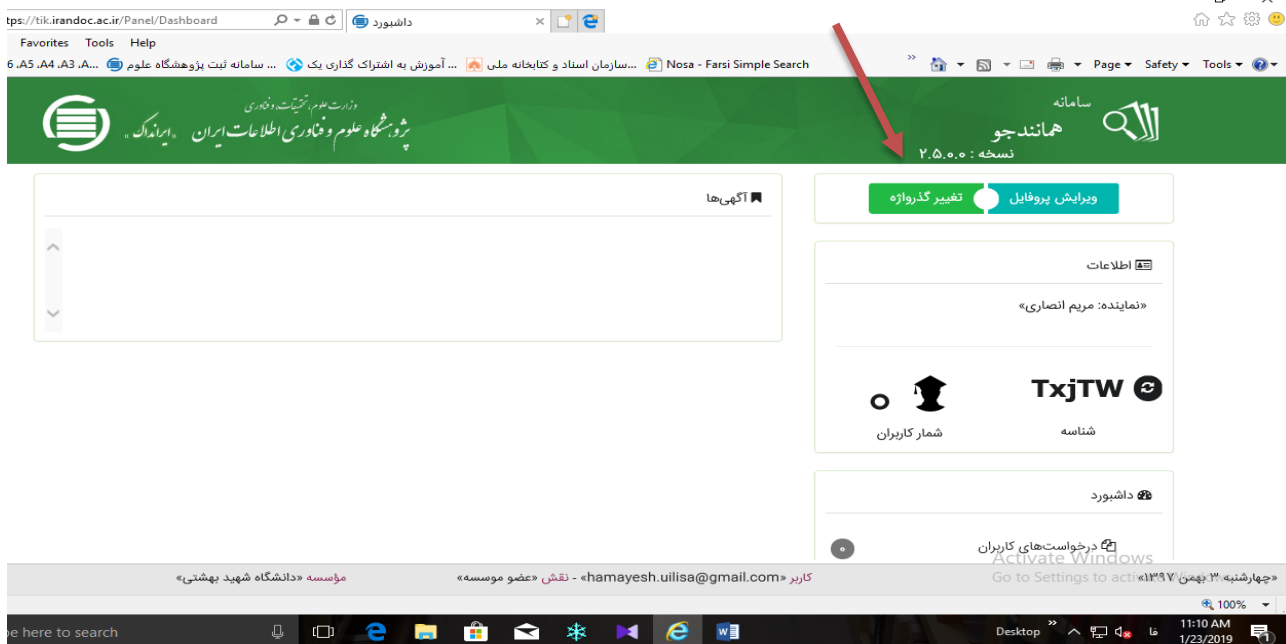 tps://tik.irandoc.ac.ir/Panel/Dashboard
داشبورد
Favorites Tools Help
6 ،A5 ،A4 ،A3 ،A...
سامانه ثبت پژوهشگاه علوم ...
آموزش به اشتراک گذاری یک ...
سازمان اسناد و کتابخانه ملی...
Nosa - Farsi Simple Search
Page Safety Tools
سامانه
همانندجو
نسخه : ۲.۵.۰.۰
وزارت علوم، تحقیقات، و فناوری
پژوهشگاه علوم و فناوری اطلاعات ایران «ایرانداک»
ویرایش پروفایل
تغییر گذرواژه
آگهی‌ها
اطلاعات
«نماینده: مریم انصاری»
TxjTW
۰
شناسه
شمار کاربران
داشبورد
درخواست‌های کاربران
۰
Activate Windows
Go to Settings to activate Windows.
«چهارشنبه ۳ بهمن ۱۳۹۷»
کاربر «hamayesh.uilisa@gmail.com» - نقش «عضو موسسه»
مؤسسه «دانشگاه شهید بهشتی»
100%
pe here to search
Desktop
فا
11:10 AM
1/23/2019